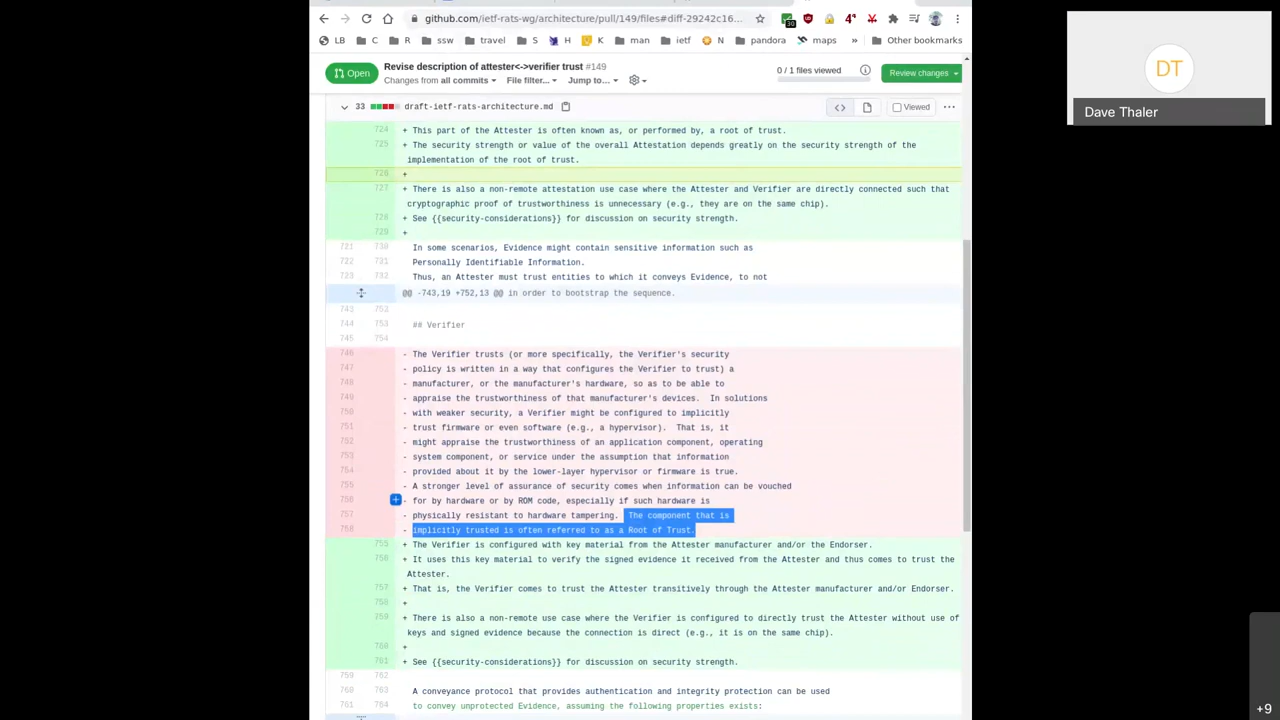 github.com/ietf-rats-wg/architecture/pull/149/files#diff-29242c16...
30
LB C R ssw travel S H K man ietf N pandora maps » Other bookmarks
Open
Revise description of attester<->verifier trust #149
Changes from all commits File filter... Jump to...
0 / 1 files viewed
Review changes
33 draft-ietf-rats-architecture.md
Viewed
724 + This part of the Attester is often known as, or performed by, a root of trust.
725 + The security strength or value of the overall Attestation depends greatly on the security strength of the
implementation of the root of trust.
726 +
727 + There is also a non-remote attestation use case where the Attester and Verifier are directly connected such that
cryptographic proof of trustworthiness is unnecessary (e.g., they are on the same chip).
728 + See {{security-considerations}} for discussion on security strength.
729 +
721 730 In some scenarios, Evidence might contain sensitive information such as
722 731 Personally Identifiable Information.
723 732 Thus, an Attester must trust entities to which it conveys Evidence, to not
@@ -743,19 +752,13 @@ in order to bootstrap the sequence.
743 752
744 753 ## Verifier
745 754
746 - The Verifier trusts (or more specifically, the Verifier's security
747 - policy is written in a way that configures the Verifier to trust) a
748 - manufacturer, or the manufacturer's hardware, so as to be able to
749 - appraise the trustworthiness of that manufacturer's devices. In solutions
750 - with weaker security, a Verifier might be configured to implicitly
751 - trust firmware or even software (e.g., a hypervisor). That is, it
752 - might appraise the trustworthiness of an application component, operating
753 - system component, or service under the assumption that information
754 - provided about it by the lower-layer hypervisor or firmware is true.
755 - A stronger level of assurance of security comes when information can be vouched
756 - for by hardware or by ROM code, especially if such hardware is
757 - physically resistant to hardware tampering. The component that is
758 - implicitly trusted is often referred to as a Root of Trust.
755 + The Verifier is configured with key material from the Attester manufacturer and/or the Endorser.
756 + It uses this key material to verify the signed evidence it received from the Attester and thus comes to trust the
Attester.
757 + That is, the Verifier comes to trust the Attester transitively through the Attester manufacturer and/or Endorser.
758 +
759 + There is also a non-remote use case where the Verifier is configured to directly trust the Attester without use of
keys and signed evidence because the connection is direct (e.g., it is on the same chip).
760 +
761 + See {{security-considerations}} for discussion on security strength.
759 762
760 763 A conveyance protocol that provides authentication and integrity protection can be used
761 764 to convey unprotected Evidence, assuming the following properties exists:
DT
Dave Thaler
+9